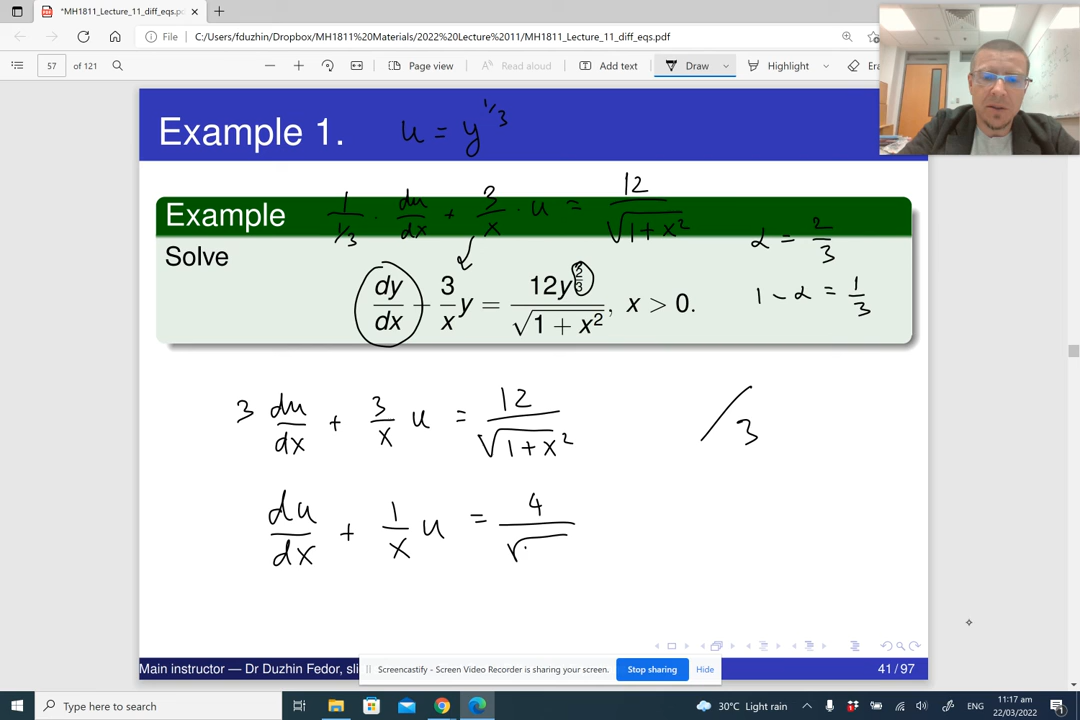 *MH1811_Lecture_11_diff_eqs.pd
File C:/Users/fduzhin/Dropbox/MH1811%20Materials/2022%20Lecture%2011/MH1811_Lecture_11_diff_eqs.pdf
57 of 121 Page view Read aloud Add text Draw Highlight Era
Example 1. u = y^1/3
1/(1/3) · du/dx + 3/x · u = 12/√(1+x²)
Example
Solve
dy/dx + 3/x y = 12y^(2/3)/√(1 + x²), x > 0.
α = 2/3
1 - α = 1/3
3 du/dx + 3/x u = 12/√(1+x²) / 3
du/dx + 1/x u = 4/√
Main instructor — Dr Duzhin Fedor, sli
41 / 97
Screencastify - Screen Video Recorder is sharing your screen. Stop sharing Hide
Type here to search
30°C Light rain
ENG
11:17 am
22/03/2022
1